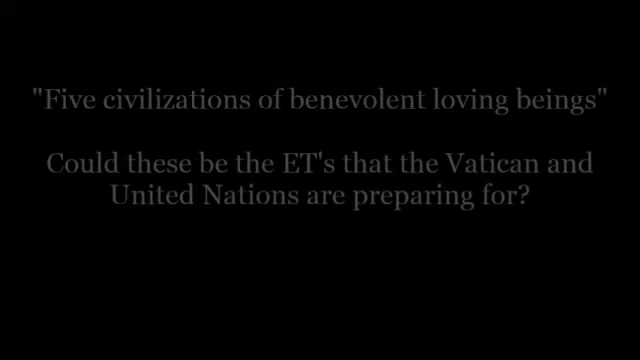 "Five civilizations of benevolent loving beings"
Could these be the ET's that the Vatican and
United Nations are preparing for?